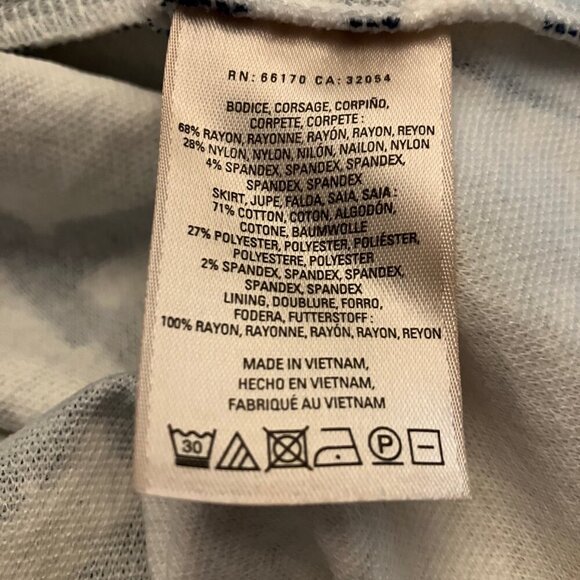 RN: 66170 CA: 32054
BODICE, CORSAGE, CORPIÑO,
CORPETE, CORPETE :
68% RAYON, RAYONNE, RAYÓN, RAYON, REYON
28% NYLON, NYLON, NILÓN, NAILON, NYLON
4% SPANDEX, SPANDEX, SPANDEX,
SPANDEX, SPANDEX
SKIRT, JUPE, FALDA, SAIA, SAIA :
71% COTTON, COTON, ALGODÓN,
COTONE, BAUMWOLLE
27% POLYESTER, POLYESTER, POLIÉSTER,
POLYESTERE, POLYESTER
2% SPANDEX, SPANDEX, SPANDEX,
SPANDEX, SPANDEX
LINING, DOUBLURE, FORRO,
FODERA, FUTTERSTOFF :
100% RAYON, RAYONNE, RAYÓN, RAYON, REYON
MADE IN VIETNAM,
HECHO EN VIETNAM,
FABRIQUÉ AU VIETNAM
30 P